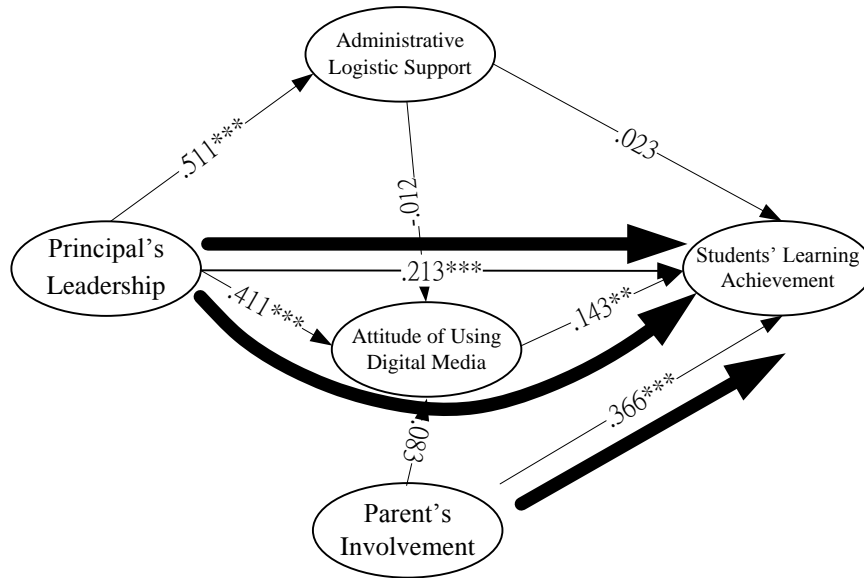 Administrative
Logistic Support
.511***
.023
-.012
Principal's
Leadership
Students' Learning
Achievement
.213***
.411***
.143**
Attitude of Using
Digital Media
.366***
.083
Parent's
Involvement